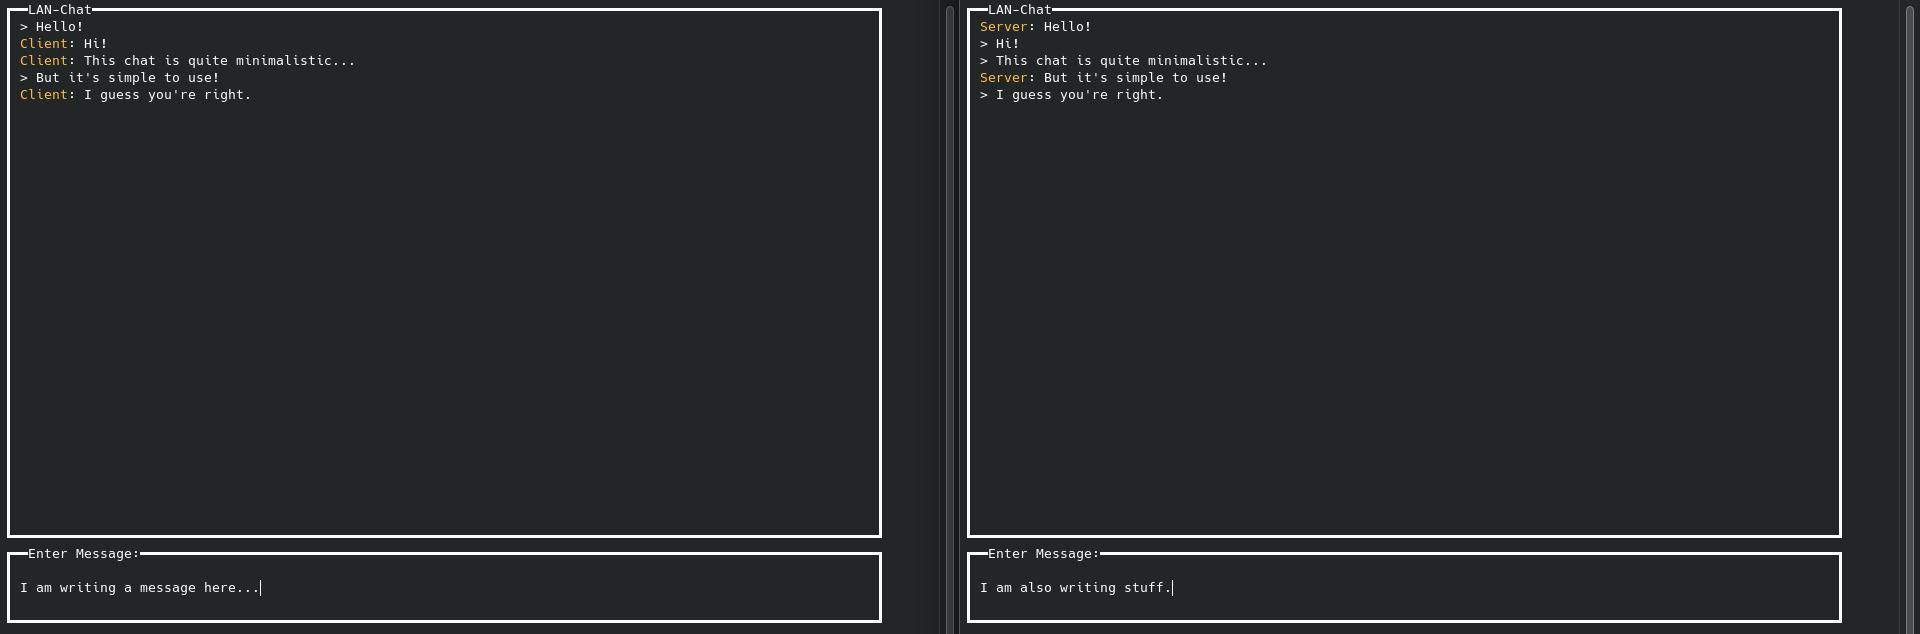 LAN-Chat
> Hello!
Client: Hi!
Client: This chat is quite minimalistic...
> But it's simple to use!
Client: I guess you're right.
Enter Message:
I am writing a message here...
LAN-Chat
Server: Hello!
> Hi!
> This chat is quite minimalistic...
Server: But it's simple to use!
> I guess you're right.
Enter Message:
I am also writing stuff.